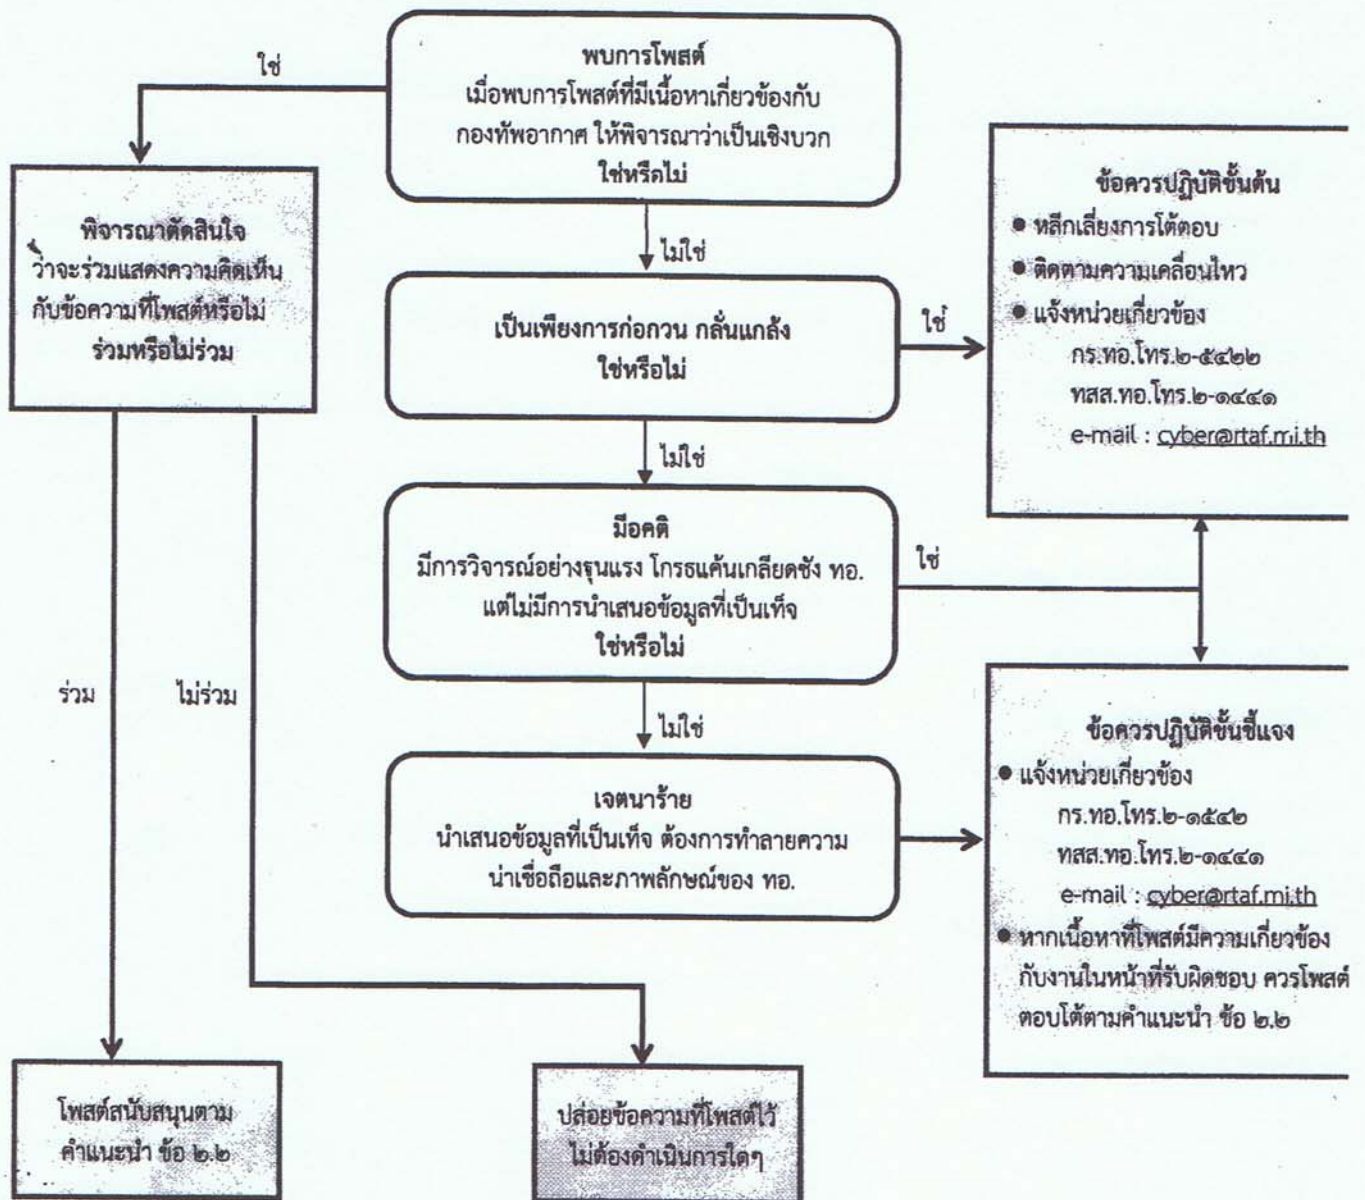 พบการโพสต์
เมื่อพบการโพสต์ที่มีเนื้อหาเกี่ยวข้องกับ
กองทัพอากาศ ให้พิจารณาว่าเป็นเชิงบวก
ใช่หรือไม่
ใช่
พิจารณาตัดสินใจ
ว่าจะร่วมแสดงความคิดเห็น
กับข้อความที่โพสต์หรือไม่
ร่วมหรือไม่ร่วม
ไม่ใช่
เป็นเพียงการก่อกวน กลั่นแกล้ง
ใช่หรือไม่
ใช่
ข้อควรปฏิบัติขั้นต้น
● หลีกเลี่ยงการโต้ตอบ
● ติดตามความเคลื่อนไหว
● แจ้งหน่วยเกี่ยวข้อง
กร.ทอ.โทร.๒-๕๔๒๒
ทสส.ทอ.โทร.๒-๑๔๔๑
e-mail : cyber@rtaf.mi.th
ไม่ใช่
มีอคติ
มีการวิจารณ์อย่างรุนแรง โกรธแค้นเกลียดชัง ทอ.
แต่ไม่มีการนำเสนอข้อมูลที่เป็นเท็จ
ใช่หรือไม่
ใช่
ร่วม
ไม่ร่วม
ไม่ใช่
เจตนาร้าย
นำเสนอข้อมูลที่เป็นเท็จ ต้องการทำลายความ
น่าเชื่อถือและภาพลักษณ์ของ ทอ.
ข้อควรปฏิบัติขั้นชี้แจง
● แจ้งหน่วยเกี่ยวข้อง
กร.ทอ.โทร.๒-๑๕๔๒
ทสส.ทอ.โทร.๒-๑๔๔๑
e-mail : cyber@rtaf.mi.th
● หากเนื้อหาที่โพสต์มีความเกี่ยวข้อง
กับงานในหน้าที่รับผิดชอบ ควรโพสต์
ตอบโต้ตามคำแนะนำ ข้อ ๒.๒
โพสต์สนับสนุนตาม
คำแนะนำ ข้อ ๒.๒
ปล่อยข้อความที่โพสต์ไว้
ไม่ต้องดำเนินการใดๆ